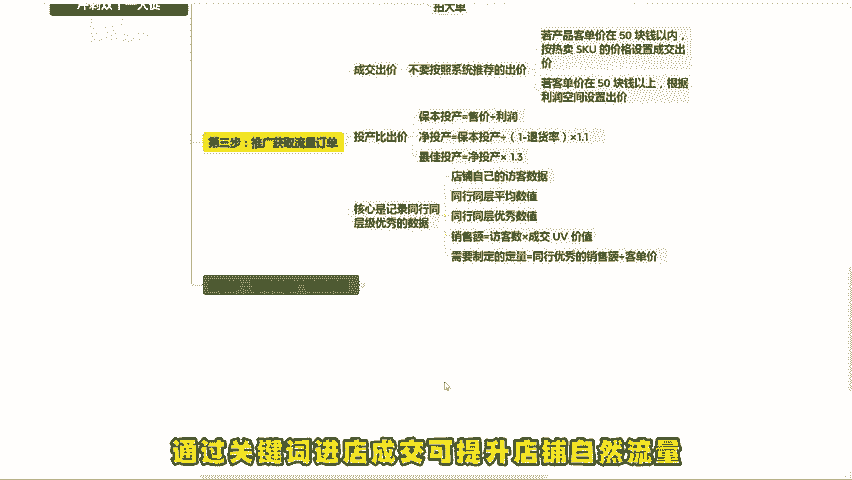 冲刺双十一大促
拍大单
若产品客单价在 50 块钱以内，
按热卖 SKU 的价格设置成交出
价
成交出价
不要按照系统推荐的出价
若客单价在 50 块钱以上，根据
利润空间设置出价
保本投产=售价÷利润
第三步：推广获取流量订单
投产比出价
净投产=保本投产÷（1-退货率）×1.1
最佳投产=净投产× 1.3
店铺自己的访客数据
同行同层平均数值
核心是记录同行同
层级优秀的数据
同行同层优秀数值
销售额=访客数×成交 UV 价值
需要制定的定量=同行优秀的销售额÷客单价
通过关键词进店成交可提升店铺自然流量